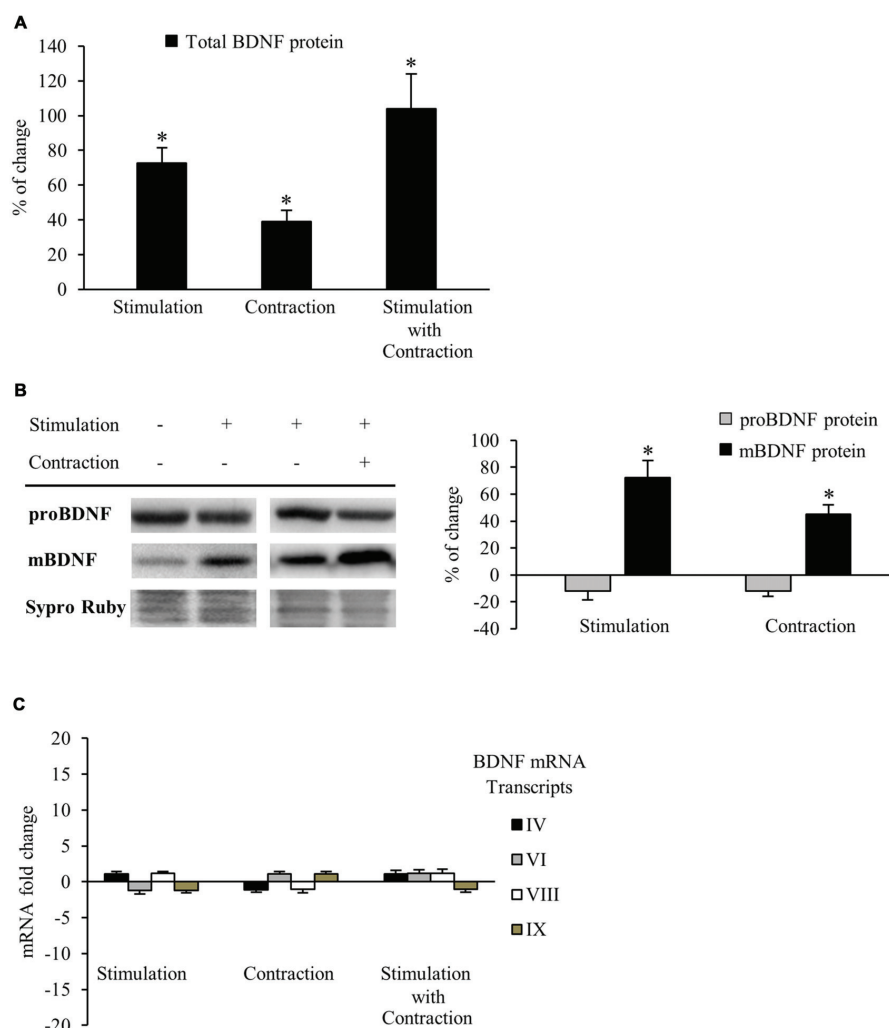 A
Total BDNF protein
% of change
140
120
100
80
60
40
20
0
*
*
*
Stimulation
Contraction
Stimulation
with
Contraction
B
Stimulation - + + +
Contraction - - - +
proBDNF
mBDNF
Sypro Ruby
proBDNF protein
mBDNF protein
% of change
100
80
60
40
20
0
-20
-40
*
*
Stimulation
Contraction
C
mRNA fold change
20
15
10
5
0
-5
-10
-15
-20
Stimulation
Contraction
Stimulation
with
Contraction
BDNF mRNA
Transcripts
IV
VI
VIII
IX